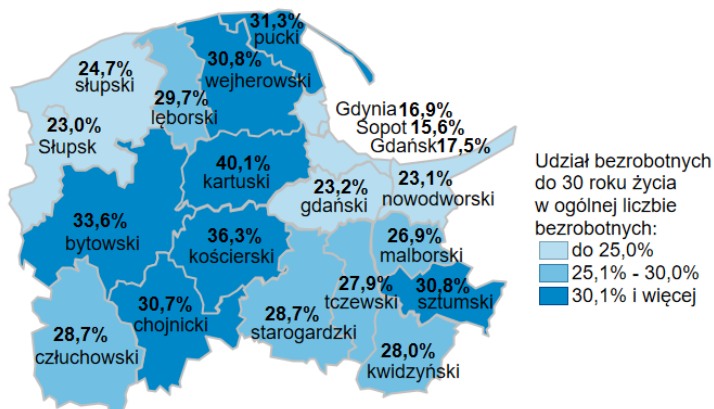 31,3%
pucki
24,7%
słupski
30,8%
wejherowski
29,7%
lęborski
Gdynia 16,9%
Sopot 15,6%
Gdańsk 17,5%
23,0%
Słupsk
40,1%
kartuski
23,2%
gdański
23,1%
nowodworski
33,6%
bytowski
36,3%
kościerski
26,9%
malborski
30,7%
chojnicki
28,7%
starogardzki
27,9%
tczewski
30,8%
sztumski
28,7%
człuchowski
28,0%
kwidzyński
Udział bezrobotnych
do 30 roku życia
w ogólnej liczbie
bezrobotnych:
do 25,0%
25,1% - 30,0%
30,1% i więcej